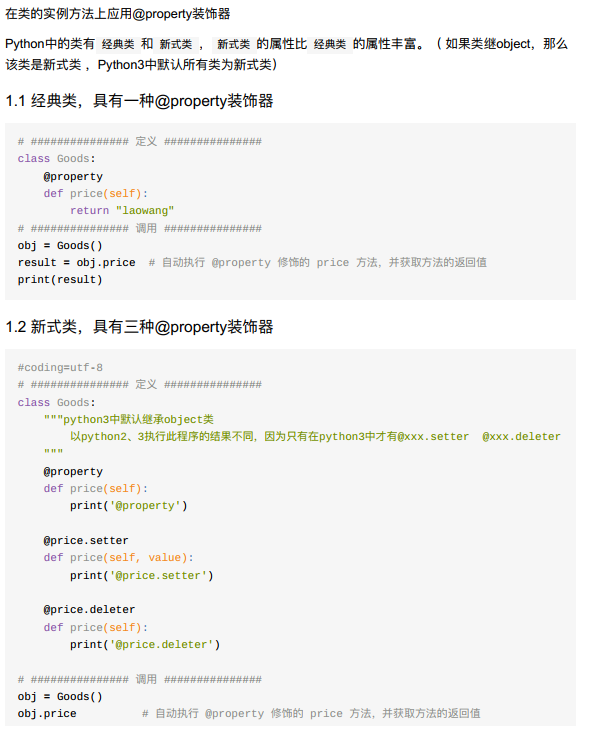 在类的实例方法上应用@property装饰器
Python中的类有 经典类 和 新式类 ， 新式类 的属性比 经典类 的属性丰富。（ 如果类继object，那么
该类是新式类 ，Python3中默认所有类为新式类）
1.1 经典类，具有一种@property装饰器
# ############### 定义 ###############
class Goods:
    @property
    def price(self):
        return "laowang"
# ############### 调用 ###############
obj = Goods()
result = obj.price  # 自动执行 @property 修饰的 price 方法，并获取方法的返回值
print(result)
1.2 新式类，具有三种@property装饰器
#coding=utf-8
# ############### 定义 ###############
class Goods:
    """python3中默认继承object类
        以python2、3执行此程序的结果不同，因为只有在python3中才有@xxx.setter  @xxx.deleter
    """
    @property
    def price(self):
        print('@property')
    @price.setter
    def price(self, value):
        print('@price.setter')
    @price.deleter
    def price(self):
        print('@price.deleter')
# ############### 调用 ###############
obj = Goods()
obj.price          # 自动执行 @property 修饰的 price 方法，并获取方法的返回值